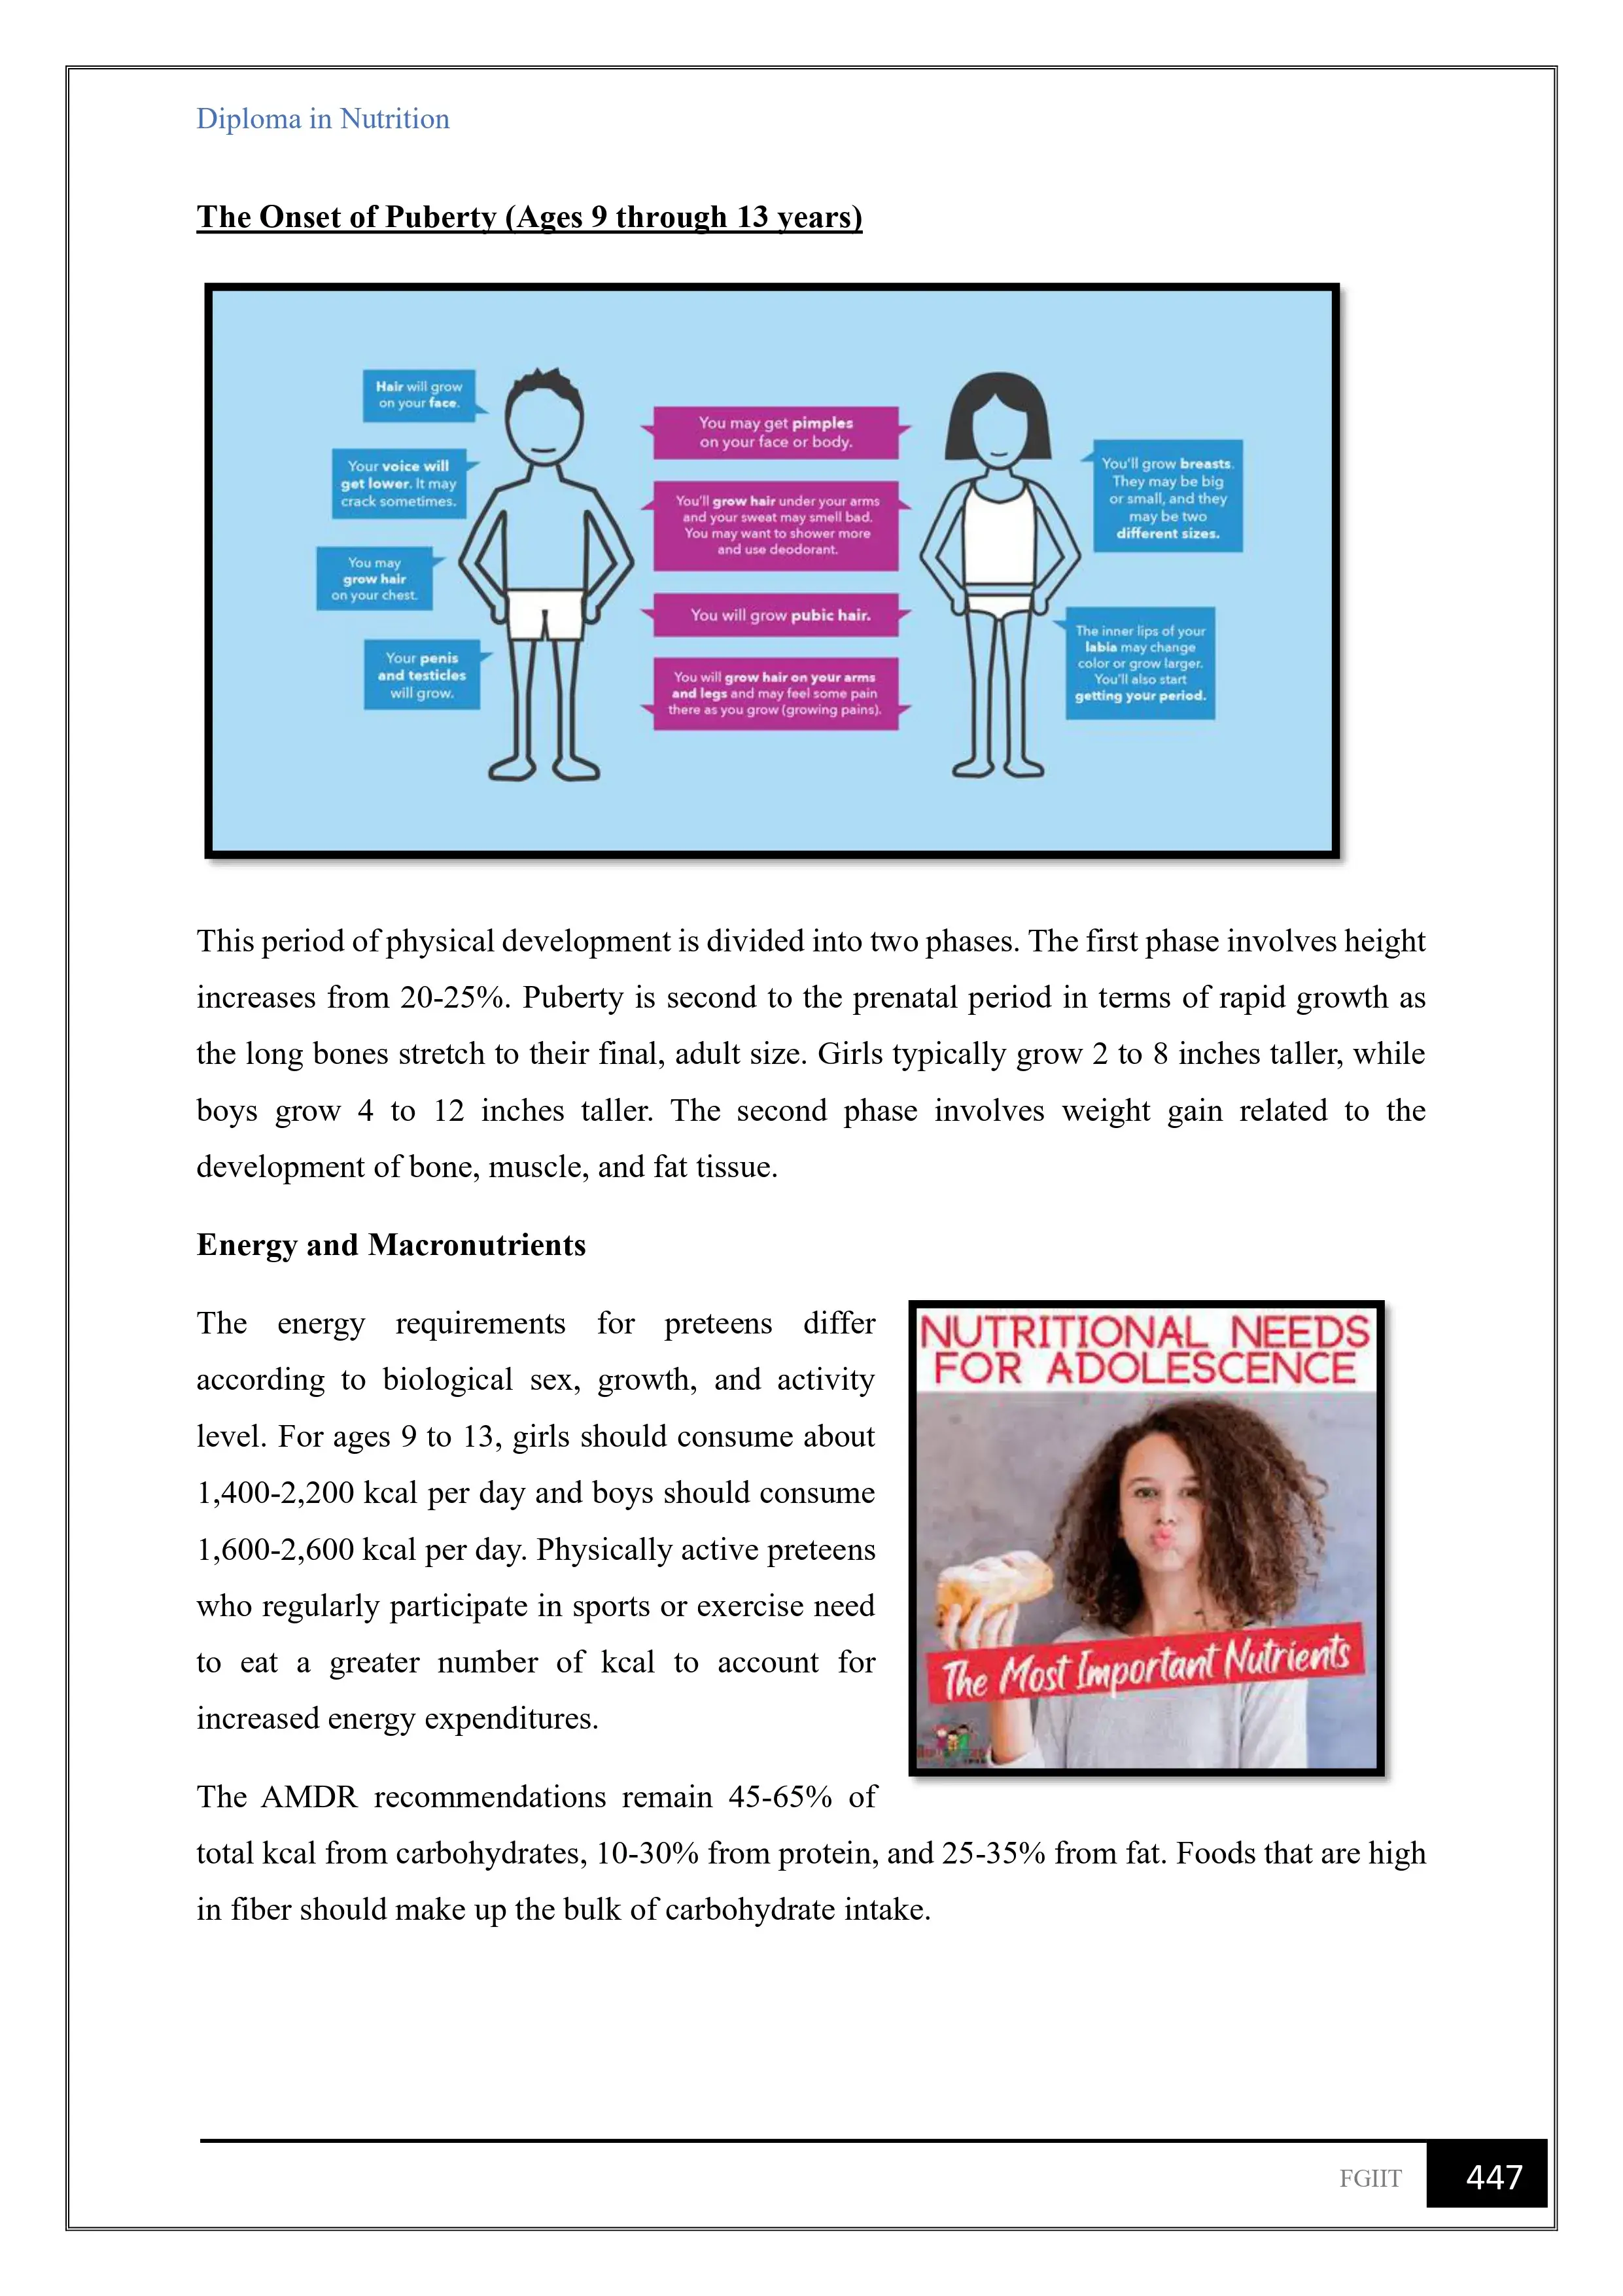 Diploma in Nutrition
The Onset of Puberty (Ages 9 through 13 years)
Hair will grow
on your face.
Your voice will
get lower. It may
crack sometimes.
You may
grow hair
on your chest.
Your penis
and testicles
will grow.
You may get pimples
on your face or body.
You'll grow hair under your arms
and your sweat may smell bad.
You may want to shower more
and use deodorant.
You will grow pubic hair.
You will grow hair on your arms
and legs and may feel some pain
there as you grow (growing pains).
You'll grow breasts.
They may be big
or small, and they
may be two
different sizes.
The inner lips of your
labia may change
color or grow larger.
You'll also start
getting your period.
This period of physical development is divided into two phases. The first phase involves height
increases from 20-25%. Puberty is second to the prenatal period in terms of rapid growth as
the long bones stretch to their final, adult size. Girls typically grow 2 to 8 inches taller, while
boys grow 4 to 12 inches taller. The second phase involves weight gain related to the
development of bone, muscle, and fat tissue.
Energy and Macronutrients
The energy requirements for preteens differ
according to biological sex, growth, and activity
level. For ages 9 to 13, girls should consume about
1,400-2,200 kcal per day and boys should consume
1,600-2,600 kcal per day. Physically active preteens
who regularly participate in sports or exercise need
to eat a greater number of kcal to account for
increased energy expenditures.
NUTRITIONAL NEEDS
FOR ADOLESCENCE
The Most Important Nutrients
The AMDR recommendations remain 45-65% of
total kcal from carbohydrates, 10-30% from protein, and 25-35% from fat. Foods that are high
in fiber should make up the bulk of carbohydrate intake.
FGIIT
447